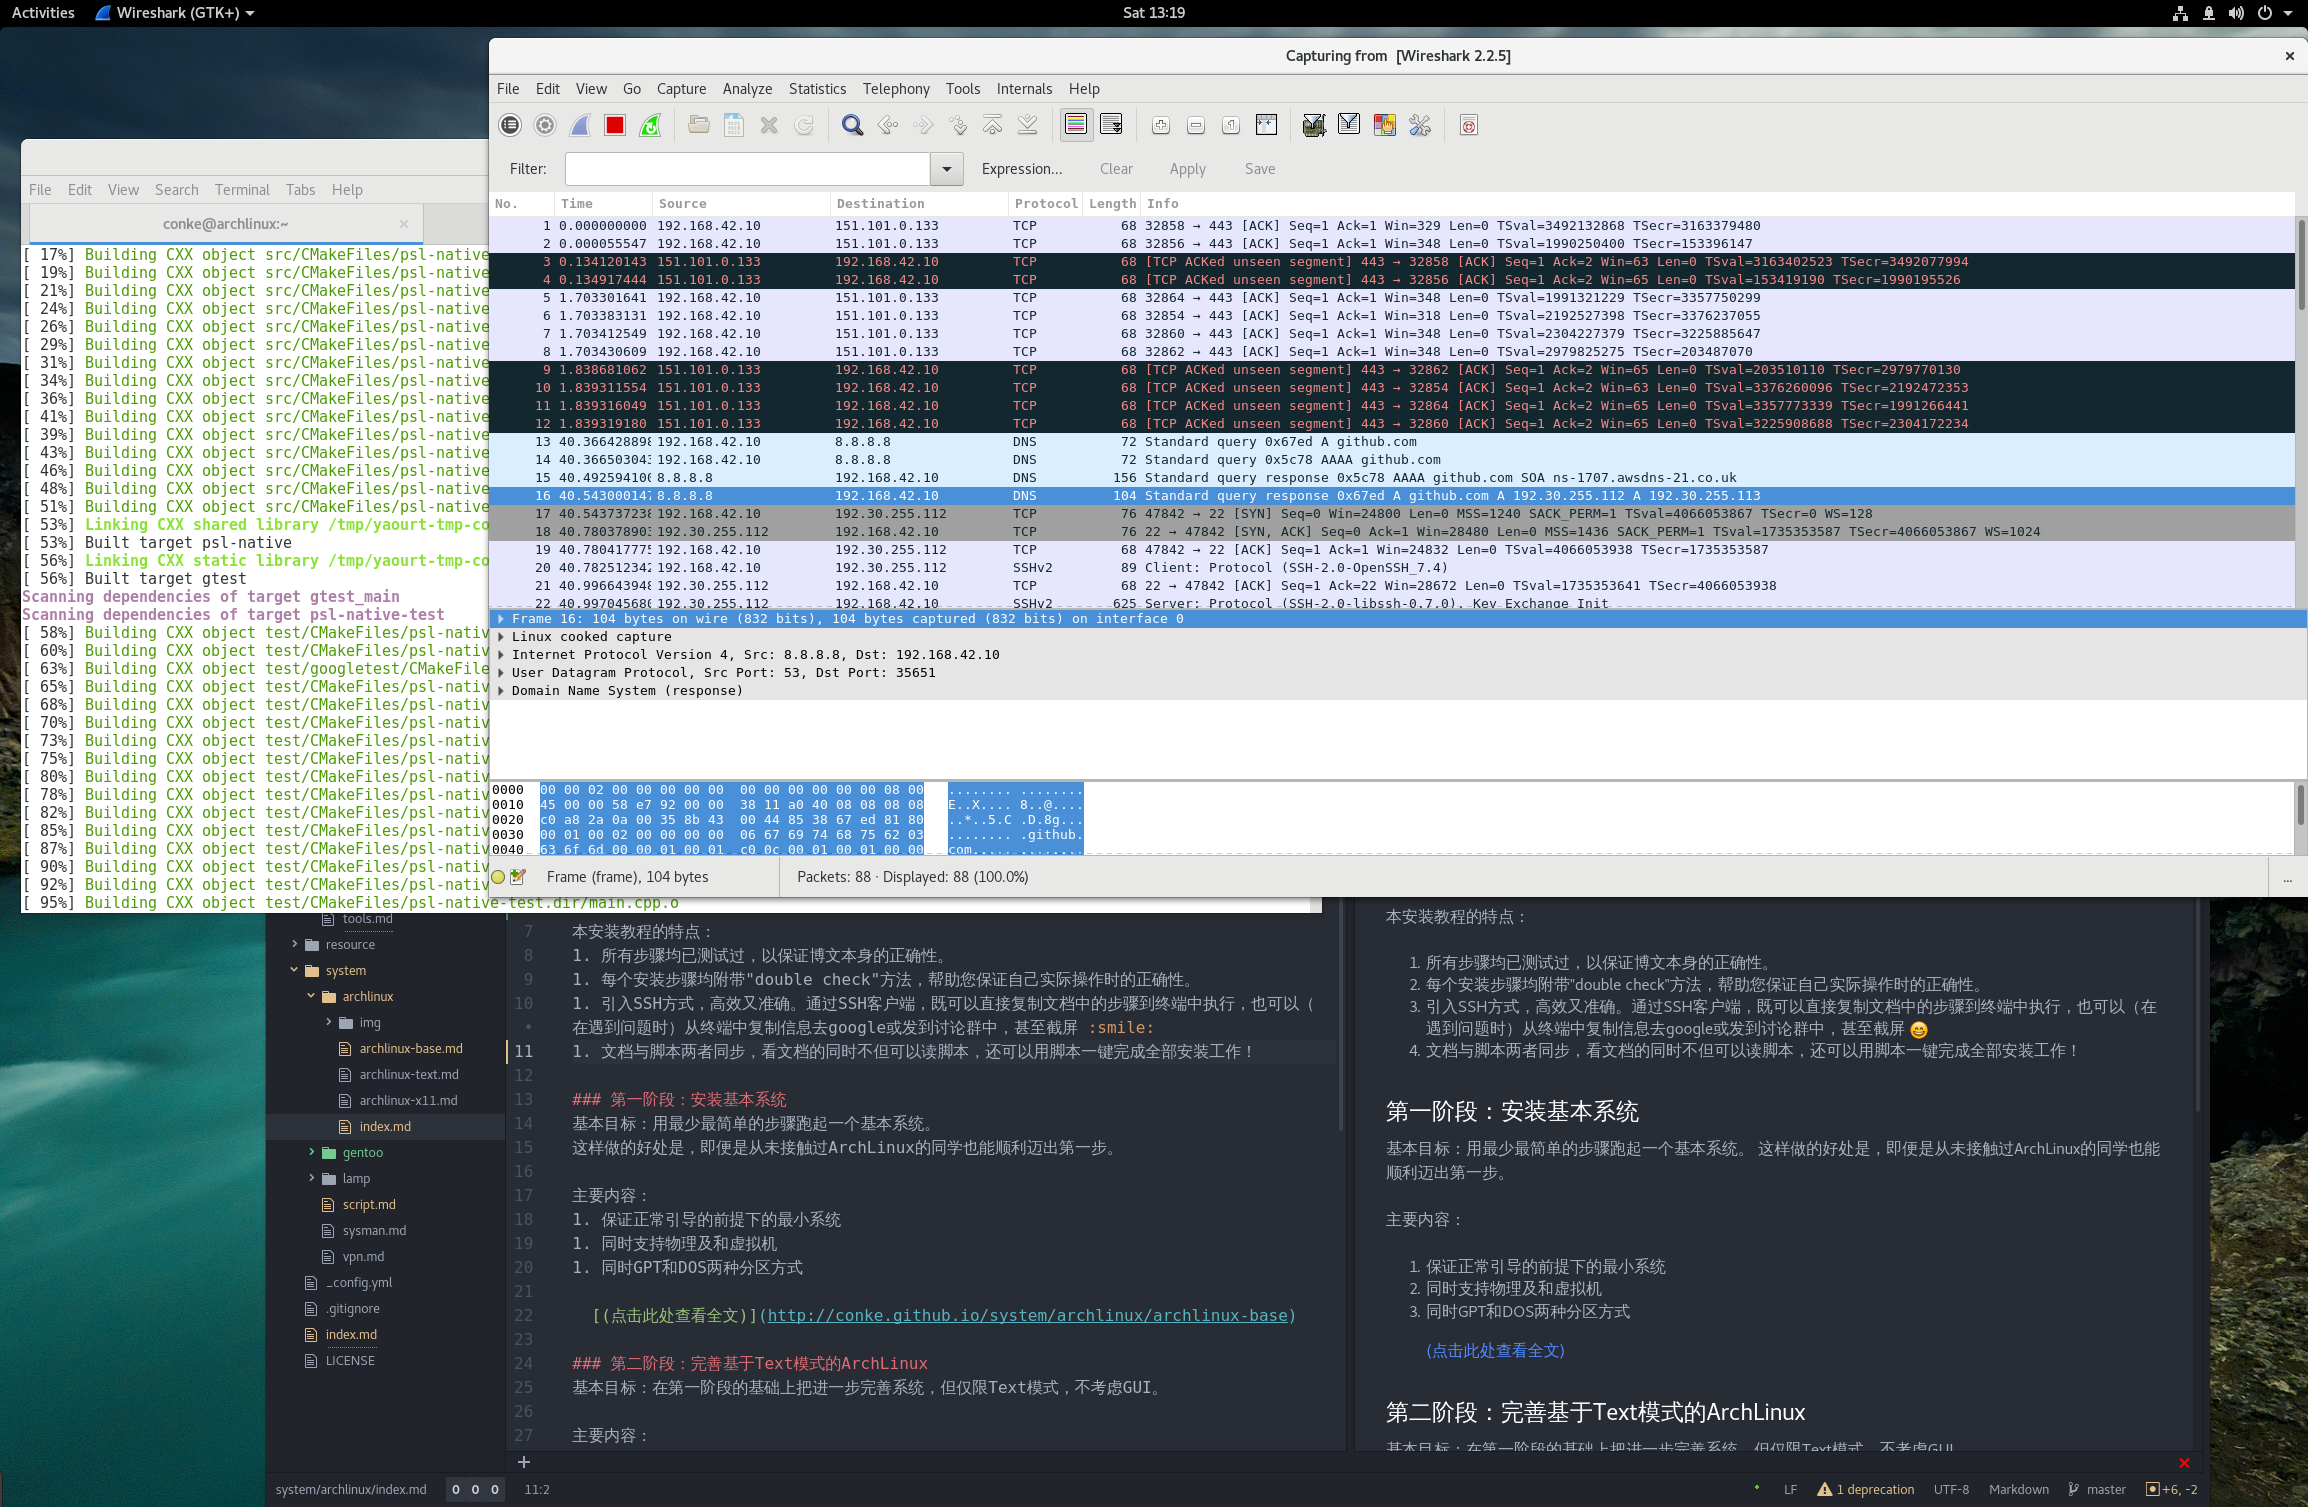 Activities Wireshark (GTK+) Sat 13:19
Capturing from [Wireshark 2.2.5]
File Edit View Go Capture Analyze Statistics Telephony Tools Internals Help
Filter: Expression... Clear Apply Save
No. Time Source Destination Protocol Length Info
1 0.000000000 192.168.42.10 151.101.0.133 TCP 68 32858 → 443 [ACK] Seq=1 Ack=1 Win=329 Len=0 TSval=3492132868 TSecr=3163379480
2 0.000055547 192.168.42.10 151.101.0.133 TCP 68 32856 → 443 [ACK] Seq=1 Ack=1 Win=348 Len=0 TSval=1990250400 TSecr=153396147
3 0.134120143 151.101.0.133 192.168.42.10 TCP 68 [TCP ACKed unseen segment] 443 → 32858 [ACK] Seq=1 Ack=2 Win=63 Len=0 TSval=3163402523 TSecr=3492077994
4 0.134917444 151.101.0.133 192.168.42.10 TCP 68 [TCP ACKed unseen segment] 443 → 32856 [ACK] Seq=1 Ack=2 Win=65 Len=0 TSval=153419190 TSecr=1990195526
5 1.703301641 192.168.42.10 151.101.0.133 TCP 68 32864 → 443 [ACK] Seq=1 Ack=1 Win=348 Len=0 TSval=1991321229 TSecr=3357750299
6 1.703383131 192.168.42.10 151.101.0.133 TCP 68 32854 → 443 [ACK] Seq=1 Ack=1 Win=318 Len=0 TSval=2192527398 TSecr=3376237055
7 1.703412549 192.168.42.10 151.101.0.133 TCP 68 32860 → 443 [ACK] Seq=1 Ack=1 Win=348 Len=0 TSval=2304227379 TSecr=3225885647
8 1.703430609 192.168.42.10 151.101.0.133 TCP 68 32862 → 443 [ACK] Seq=1 Ack=1 Win=348 Len=0 TSval=2979825275 TSecr=203487070
9 1.838681062 151.101.0.133 192.168.42.10 TCP 68 [TCP ACKed unseen segment] 443 → 32862 [ACK] Seq=1 Ack=2 Win=65 Len=0 TSval=203510110 TSecr=2979770130
10 1.839311554 151.101.0.133 192.168.42.10 TCP 68 [TCP ACKed unseen segment] 443 → 32854 [ACK] Seq=1 Ack=2 Win=63 Len=0 TSval=3376260096 TSecr=2192472353
11 1.839316049 151.101.0.133 192.168.42.10 TCP 68 [TCP ACKed unseen segment] 443 → 32864 [ACK] Seq=1 Ack=2 Win=65 Len=0 TSval=3357773339 TSecr=1991266441
12 1.839319180 151.101.0.133 192.168.42.10 TCP 68 [TCP ACKed unseen segment] 443 → 32860 [ACK] Seq=1 Ack=2 Win=65 Len=0 TSval=3225908688 TSecr=2304172234
13 40.366428898 192.168.42.10 8.8.8.8 DNS 72 Standard query 0x67ed A github.com
14 40.366503043 192.168.42.10 8.8.8.8 DNS 72 Standard query 0x5c78 AAAA github.com
15 40.492594106 8.8.8.8 192.168.42.10 DNS 156 Standard query response 0x5c78 AAAA github.com SOA ns-1707.awsdns-21.co.uk
16 40.543000147 8.8.8.8 192.168.42.10 DNS 104 Standard query response 0x67ed A github.com A 192.30.255.112 A 192.30.255.113
17 40.543737238 192.168.42.10 192.30.255.112 TCP 76 47842 → 22 [SYN] Seq=0 Win=24800 Len=0 MSS=1240 SACK_PERM=1 TSval=4066053867 TSecr=0 WS=128
18 40.780378903 192.30.255.112 192.168.42.10 TCP 76 22 → 47842 [SYN, ACK] Seq=0 Ack=1 Win=28480 Len=0 MSS=1436 SACK_PERM=1 TSval=1735353587 TSecr=4066053867 WS=1024
19 40.780417775 192.168.42.10 192.30.255.112 TCP 68 47842 → 22 [ACK] Seq=1 Ack=1 Win=24832 Len=0 TSval=4066053938 TSecr=1735353587
20 40.782512342 192.168.42.10 192.30.255.112 SSHv2 89 Client: Protocol (SSH-2.0-OpenSSH_7.4)
21 40.996643948 192.30.255.112 192.168.42.10 TCP 68 22 → 47842 [ACK] Seq=1 Ack=22 Win=28672 Len=0 TSval=1735353641 TSecr=4066053938
22 40.997045680 192.30.255.112 192.168.42.10 SSHv2 625 Server: Protocol (SSH-2.0-libssh-0.7.0), Key Exchange Init
Frame 16: 104 bytes on wire (832 bits), 104 bytes captured (832 bits) on interface 0
Linux cooked capture
Internet Protocol Version 4, Src: 8.8.8.8, Dst: 192.168.42.10
User Datagram Protocol, Src Port: 53, Dst Port: 35651
Domain Name System (response)
0000 00 00 02 00 00 00 00 00 00 00 00 00 00 00 08 00 ........ ........
0010 45 00 00 58 e7 92 00 00 38 11 a0 40 08 08 08 08 E..X.... 8..@....
0020 c0 a8 2a 0a 00 35 8b 43 00 44 85 38 67 ed 81 80 ..*..5.C .D.8g...
0030 00 01 00 02 00 00 00 00 06 67 69 74 68 75 62 03 ........ .github.
0040 63 6f 6d 00 00 01 00 01 c0 0c 00 01 00 01 00 00 com..... ........
Frame (frame), 104 bytes Packets: 88 · Displayed: 88 (100.0%) ...
File Edit View Search Terminal Tabs Help
conke@archlinux:~
[ 17%] Building CXX object src/CMakeFiles/psl-native
[ 19%] Building CXX object src/CMakeFiles/psl-native
[ 21%] Building CXX object src/CMakeFiles/psl-native
[ 24%] Building CXX object src/CMakeFiles/psl-native
[ 26%] Building CXX object src/CMakeFiles/psl-native
[ 29%] Building CXX object src/CMakeFiles/psl-native
[ 31%] Building CXX object src/CMakeFiles/psl-native
[ 34%] Building CXX object src/CMakeFiles/psl-native
[ 36%] Building CXX object src/CMakeFiles/psl-native
[ 41%] Building CXX object src/CMakeFiles/psl-native
[ 39%] Building CXX object src/CMakeFiles/psl-native
[ 43%] Building CXX object src/CMakeFiles/psl-native
[ 46%] Building CXX object src/CMakeFiles/psl-native
[ 48%] Building CXX object src/CMakeFiles/psl-native
[ 51%] Building CXX object src/CMakeFiles/psl-native
[ 53%] Linking CXX shared library /tmp/yaourt-tmp-co
[ 53%] Built target psl-native
[ 56%] Linking CXX static library /tmp/yaourt-tmp-co
[ 56%] Built target gtest
Scanning dependencies of target gtest_main
Scanning dependencies of target psl-native-test
[ 58%] Building CXX object test/CMakeFiles/psl-nativ
[ 60%] Building CXX object test/CMakeFiles/psl-nativ
[ 63%] Building CXX object test/googletest/CMakeFile
[ 65%] Building CXX object test/CMakeFiles/psl-nativ
[ 68%] Building CXX object test/CMakeFiles/psl-nativ
[ 70%] Building CXX object test/CMakeFiles/psl-nativ
[ 73%] Building CXX object test/CMakeFiles/psl-nativ
[ 75%] Building CXX object test/CMakeFiles/psl-nativ
[ 80%] Building CXX object test/CMakeFiles/psl-nativ
[ 78%] Building CXX object test/CMakeFiles/psl-nativ
[ 82%] Building CXX object test/CMakeFiles/psl-nativ
[ 85%] Building CXX object test/CMakeFiles/psl-nativ
[ 87%] Building CXX object test/CMakeFiles/psl-nativ
[ 90%] Building CXX object test/CMakeFiles/psl-nativ
[ 92%] Building CXX object test/CMakeFiles/psl-nativ
[ 95%] Building CXX object test/CMakeFiles/psl-native-test.dir/main.cpp.o
tools.md
resource
system
archlinux
img
archlinux-base.md
archlinux-text.md
archlinux-x11.md
index.md
gentoo
lamp
script.md
sysman.md
vpn.md
_config.yml
.gitignore
index.md
LICENSE
7 本安装教程的特点：
8 1. 所有步骤均已测试过，以保证博文本身的正确性。
9 1. 每个安装步骤均附带"double check"方法，帮助您保证自己实际操作时的正确性。
10 1. 引入SSH方式，高效又准确。通过SSH客户端，既可以直接复制文档中的步骤到终端中执行，也可以（
• 在遇到问题时）从终端中复制信息去google或发到讨论群中，甚至截屏 :smile:
11 1. 文档与脚本两者同步，看文档的同时不但可以读脚本，还可以用脚本一键完成全部安装工作！
12
13 ### 第一阶段：安装基本系统
14 基本目标：用最少最简单的步骤跑起一个基本系统。
15 这样做的好处是，即便是从未接触过ArchLinux的同学也能顺利迈出第一步。
16
17 主要内容：
18 1. 保证正常引导的前提下的最小系统
19 1. 同时支持物理及和虚拟机
20 1. 同时GPT和DOS两种分区方式
21
22 [(点击此处查看全文)](http://conke.github.io/system/archlinux/archlinux-base)
23
24 ### 第二阶段：完善基于Text模式的ArchLinux
25 基本目标：在第一阶段的基础上把进一步完善系统，但仅限Text模式，不考虑GUI。
26
27 主要内容：
本安装教程的特点：
1. 所有步骤均已测试过，以保证博文本身的正确性。
2. 每个安装步骤均附带"double check"方法，帮助您保证自己实际操作时的正确性。
3. 引入SSH方式，高效又准确。通过SSH客户端，既可以直接复制文档中的步骤到终端中执行，也可以（在
遇到问题时）从终端中复制信息去google或发到讨论群中，甚至截屏 😄
4. 文档与脚本两者同步，看文档的同时不但可以读脚本，还可以用脚本一键完成全部安装工作！
第一阶段：安装基本系统
基本目标：用最少最简单的步骤跑起一个基本系统。 这样做的好处是，即便是从未接触过ArchLinux的同学也能
顺利迈出第一步。
主要内容：
1. 保证正常引导的前提下的最小系统
2. 同时支持物理及和虚拟机
3. 同时GPT和DOS两种分区方式
(点击此处查看全文)
第二阶段：完善基于Text模式的ArchLinux
基本目标：在第一阶段的基础上把进一步完善系统，但仅限Text模式，不考虑GUI
system/archlinux/index.md 0 0 0 11:2 LF 1 deprecation UTF-8 Markdown master +6, -2